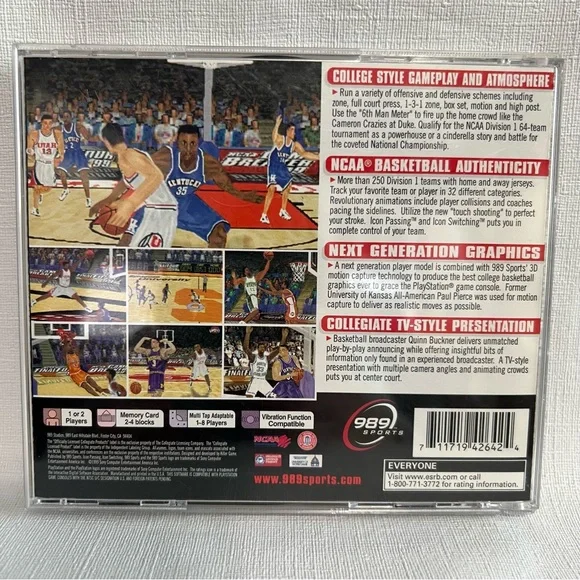 COLLEGE STYLE GAMEPLAY AND ATMOSPHERE
Run a variety of offensive and defensive schemes including
zone, full court press, 1-3-1 zone, box set, motion and high post.
Use the "6th Man Meter" to fire up the home crowd like the
Cameron Crazies at Duke. Qualify for the NCAA Division 1 64-team
tournament as a powerhouse or a cinderella story and battle for
the coveted National Championship.
NCAA® BASKETBALL AUTHENTICITY
More than 250 Division 1 teams with home and away jerseys.
Track your favorite team or player in 32 different categories.
Revolutionary animations include player collisions and coaches
pacing the sidelines. Utilize the new "touch shooting" to perfect
your stroke. Icon Passing™ and Icon Switching™ puts you in
complete control of your team.
NEXT GENERATION GRAPHICS
A next generation player model is combined with 989 Sports' 3D
motion capture technology to produce the best college basketball
graphics ever to grace the PlayStation® game console. Former
University of Kansas All-American Paul Pierce was used for motion
capture to deliver as realistic moves as possible.
COLLEGIATE TV-STYLE PRESENTATION
Basketball broadcaster Quinn Buckner delivers unmatched
play-by-play announcing while offering insightful bits of
information only found in an experienced broadcaster. A TV-style
presentation with multiple camera angles and animating crowds
puts you at center court.
UTAH
13
KENTUCKY
35
1 or 2
Players
Memory Card
2-4 blocks
Multi Tap Adaptable
1-8 Players
Vibration Function
Compatible
NCAA
989
SPORTS
www.989sports.com
7 11719 42642
EVERYONE
Visit www.esrb.com or call
1-800-771-3772 for rating information.